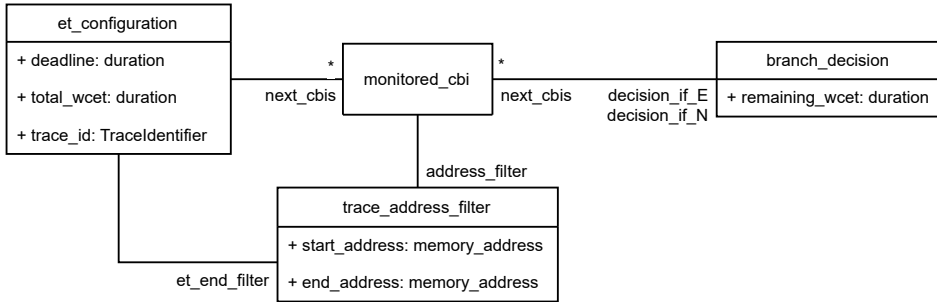 et_configuration
+ deadline: duration
+ total_wcet: duration
+ trace_id: TraceIdentifier
*
next_cbis
monitored_cbi
*
next_cbis
decision_if_E
decision_if_N
branch_decision
+ remaining_wcet: duration
address_filter
trace_address_filter
+ start_address: memory_address
+ end_address: memory_address
et_end_filter